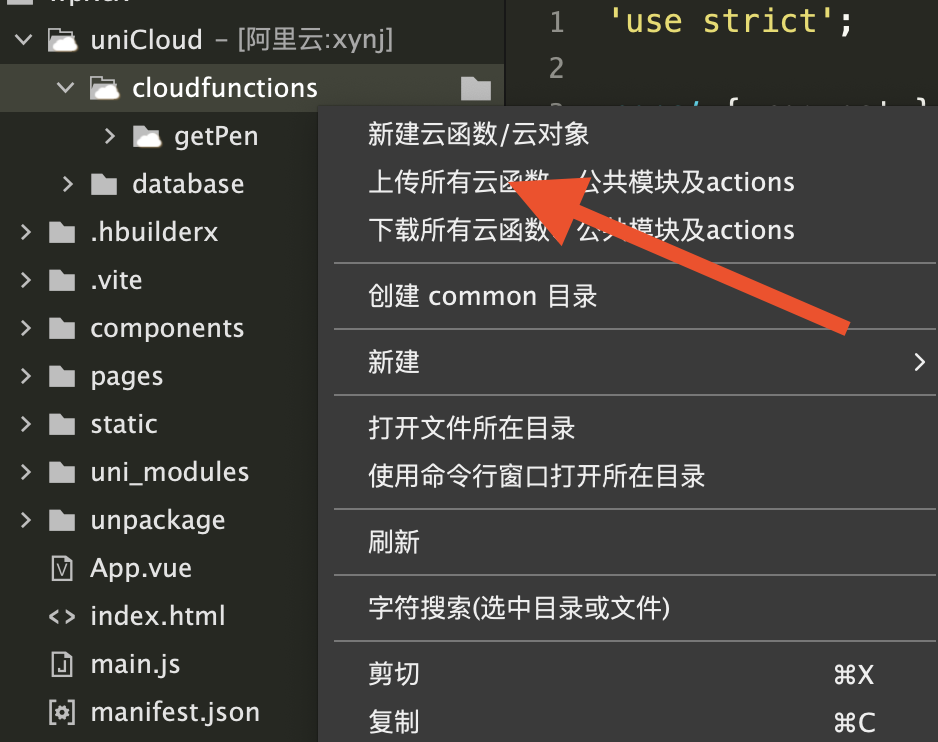 uniCloud – [阿里云:xynj]
cloudfunctions
getPen
database
.hbuilderx
.vite
components
pages
static
uni_modules
unpackage
App.vue
index.html
main.js
manifest.json
1 'use strict';
2
新建云函数/云对象
上传所有云函数 公共模块及actions
下载所有云函数 公共模块及actions
创建 common 目录
新建
打开文件所在目录
使用命令行窗口打开所在目录
刷新
字符搜索(选中目录或文件)
剪切 ⌘X
复制 ⌘C